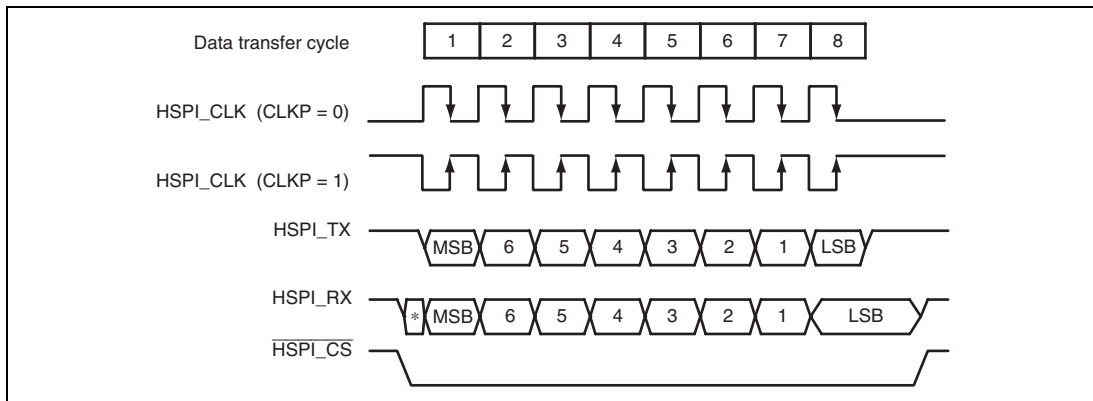 Data transfer cycle 1 2 3 4 5 6 7 8
HSPI_CLK (CLKP = 0)
HSPI_CLK (CLKP = 1)
HSPI_TX MSB 6 5 4 3 2 1 LSB
HSPI_RX * MSB 6 5 4 3 2 1 LSB
HSPI_CS